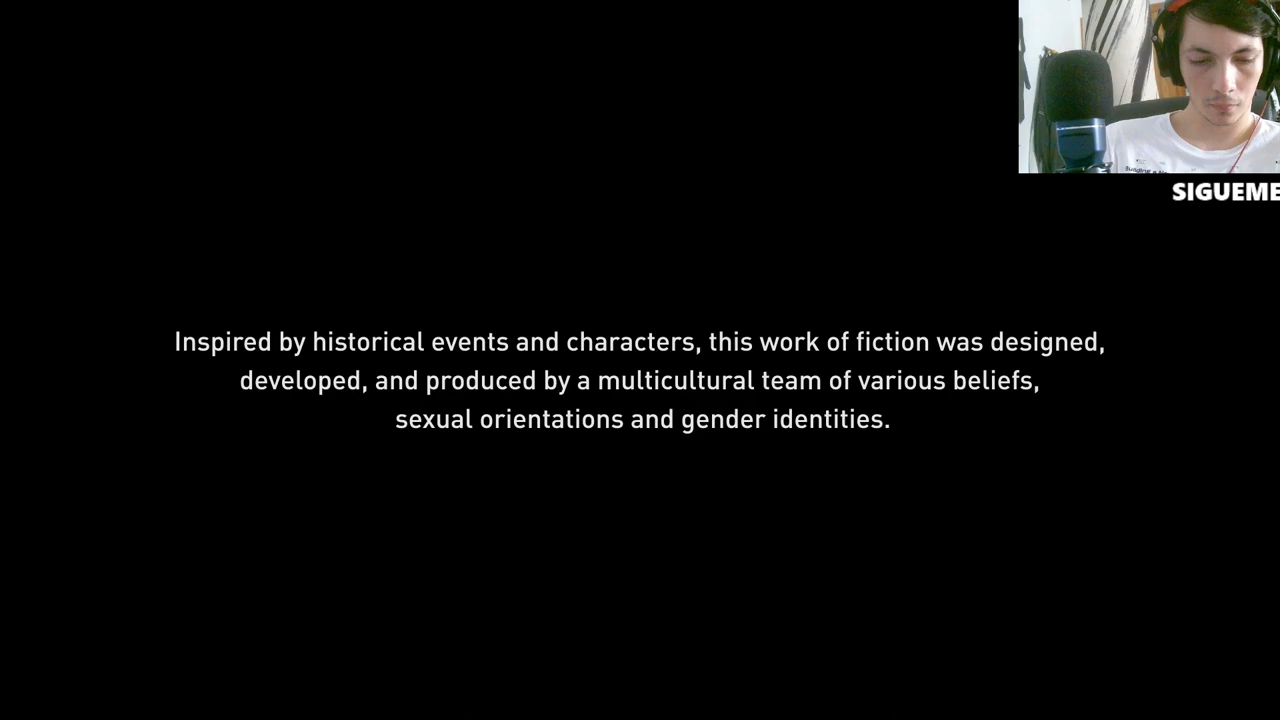 SIGUEME
Inspired by historical events and characters, this work of fiction was designed,
developed, and produced by a multicultural team of various beliefs,
sexual orientations and gender identities.